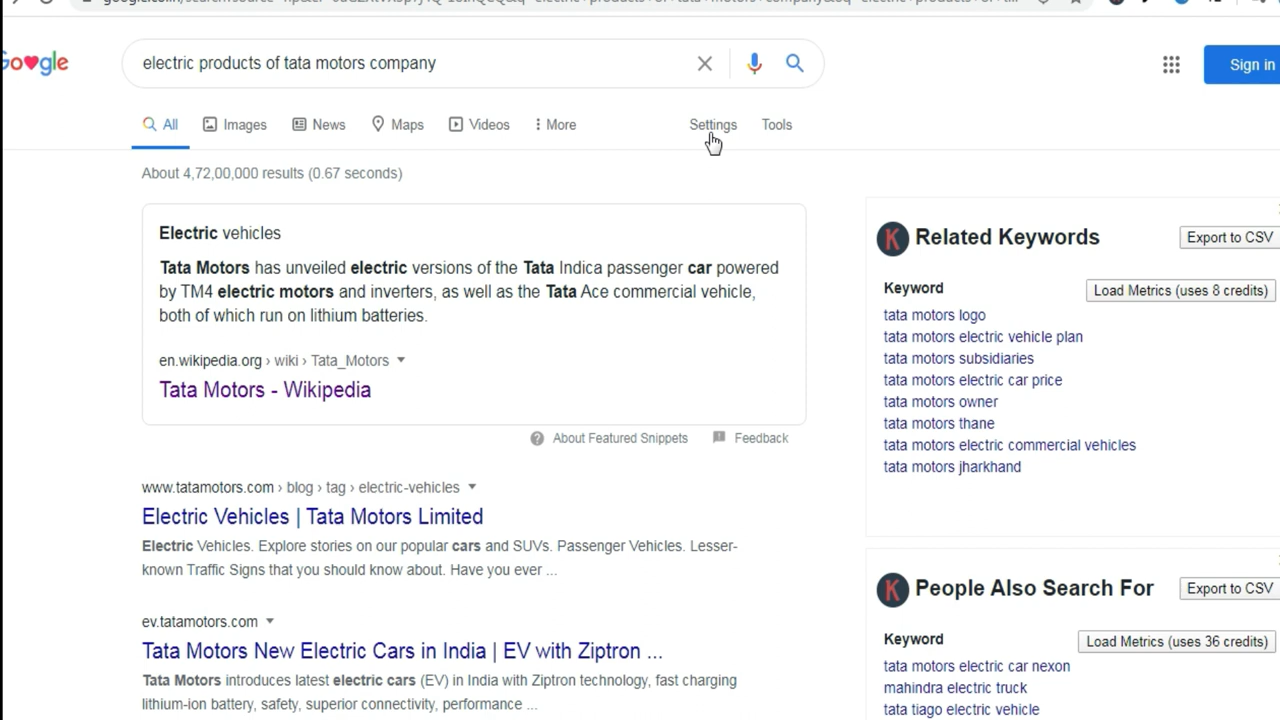 Google
electric products of tata motors company
Sign in
All
Images
News
Maps
Videos
More
Settings
Tools
About 4,72,00,000 results (0.67 seconds)
Electric vehicles
Tata Motors has unveiled electric versions of the Tata Indica passenger car powered
by TM4 electric motors and inverters, as well as the Tata Ace commercial vehicle,
both of which run on lithium batteries.
en.wikipedia.org › wiki › Tata_Motors
Tata Motors - Wikipedia
About Featured Snippets
Feedback
www.tatamotors.com › blog › tag › electric-vehicles
Electric Vehicles | Tata Motors Limited
Electric Vehicles. Explore stories on our popular cars and SUVs. Passenger Vehicles. Lesser-
known Traffic Signs that you should know about. Have you ever ...
ev.tatamotors.com
Tata Motors New Electric Cars in India | EV with Ziptron ...
Tata Motors introduces latest electric cars (EV) in India with Ziptron technology, fast charging
lithium-ion battery, safety, superior connectivity, performance ...
K
Related Keywords
Export to CSV
Keyword
Load Metrics (uses 8 credits)
tata motors logo
tata motors electric vehicle plan
tata motors subsidiaries
tata motors electric car price
tata motors owner
tata motors thane
tata motors electric commercial vehicles
tata motors jharkhand
K
People Also Search For
Export to CSV
Keyword
Load Metrics (uses 36 credits)
tata motors electric car nexon
mahindra electric truck
tata tiago electric vehicle